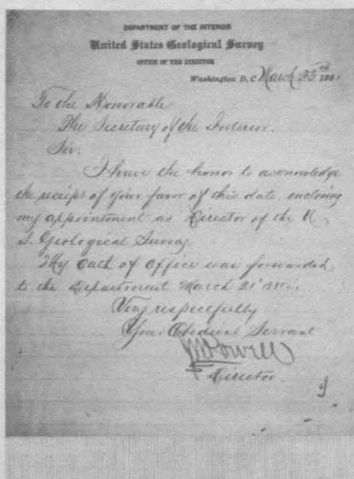 DEPARTMENT OF THE INTERIOR
United States Geological Survey
OFFICE OF THE DIRECTOR
Washington D.C. March 23rd 188
To the Honorable
The Secretary of the Interior.
Sir:
I have the honor to acknowledge
the receipt of your favor of this date, enclosing
my appointment as Director of the U.
S. Geological Survey.
My Oath of Office was forwarded
to the Department March 21st
Very respectfully
Your Obedient Servant
JW Powell
Director